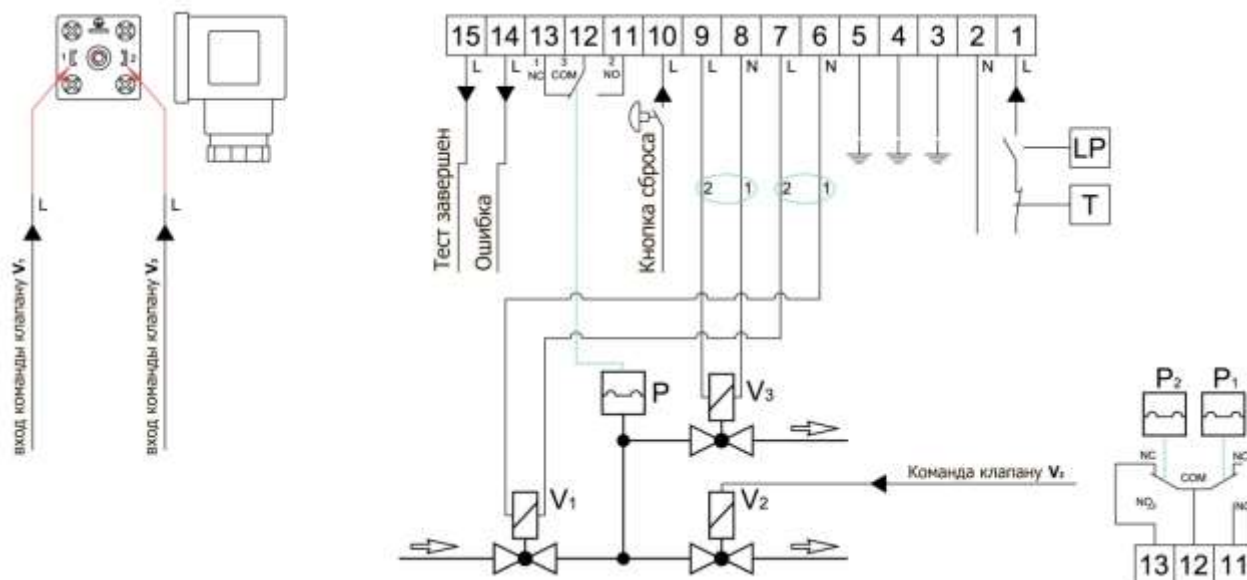 1 2
L L
вход команды клапану V₁
вход команды клапану V₃
15 14 13 12 11 10 9 8 7 6 5 4 3 2 1
L L 1 NC 3 COM 2 NO L L N L N N L
Тест завершен
Ошибка
Кнопка сброса
2 1 2 1
LP
T
P
V₃
V₁
V₂
Команда клапану V₂
P₂ P₁
NC NC
COM
NO NO
13 12 11